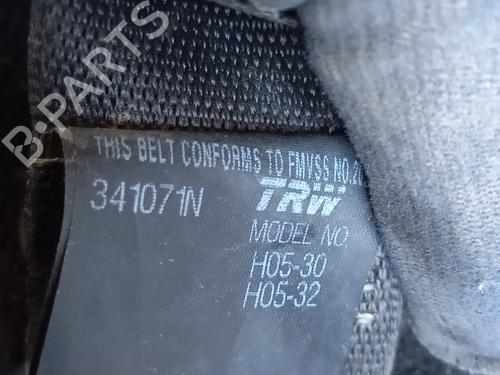 B-PARTS
THIS BELT CONFORMS TO FMVSS NO.20
341071N
TRW
MODEL NO.
H05-30
H05-32